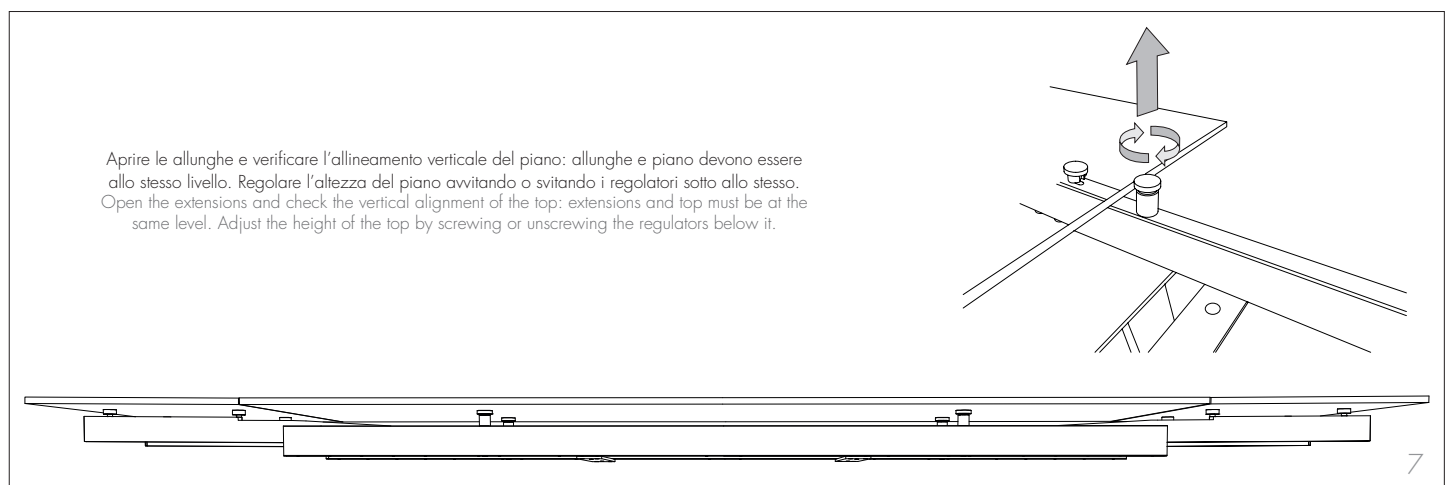 Aprire le allunghe e verificare l'allineamento verticale del piano: allunghe e piano devono essere
allo stesso livello. Regolare l'altezza del piano avvitando o svitando i regolatori sotto allo stesso.
Open the extensions and check the vertical alignment of the top: extensions and top must be at the
same level. Adjust the height of the top by screwing or unscrewing the regulators below it.
7